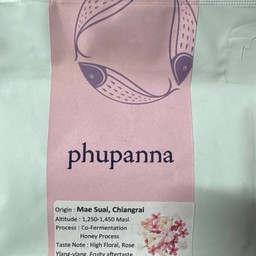 phupanna
Origin : Mae Suai, Chiangrai
Altitude : 1,250-1,450 Masl.
Process : Co-Fermentation
Honey Process
Taste Note : High Floral, Rose
Ylang-ylang, Fruity aftertaste